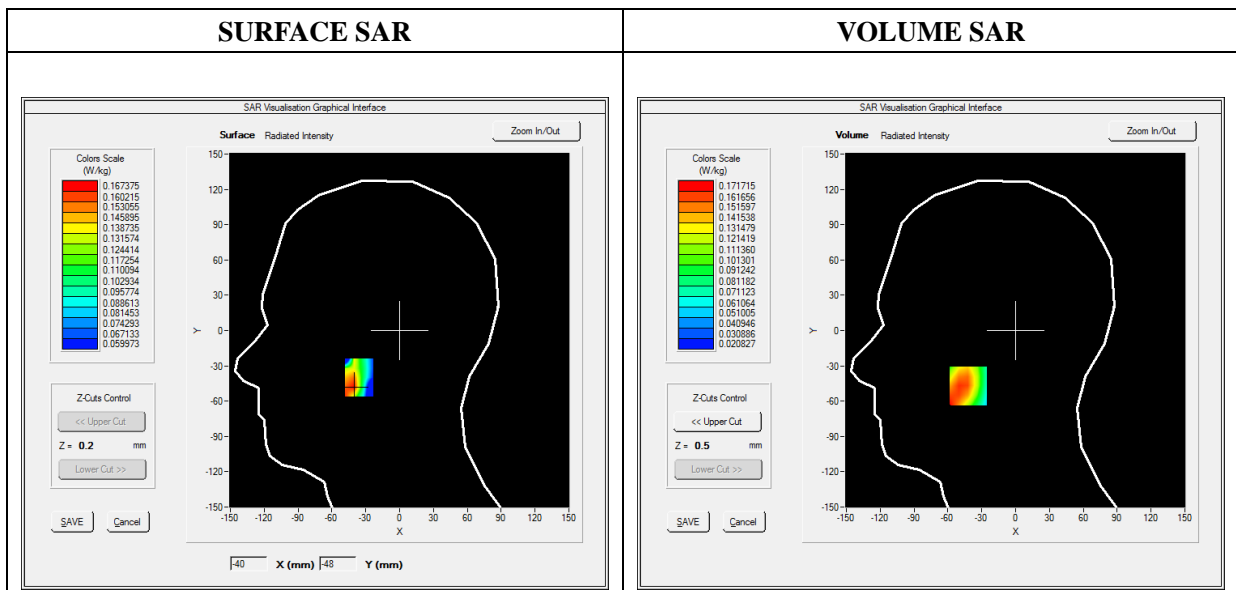 SURFACE SAR
VOLUME SAR
SAR Visualisation Graphical Interface
Surface Radiated Intensity
Zoom In/Out
Colors Scale
(W/kg)
0.167375
0.160215
0.153055
0.145895
0.138735
0.131574
0.124414
0.117254
0.110094
0.102934
0.095774
0.088613
0.081453
0.074293
0.067133
0.059973
Z-Cuts Control
<< Upper Cut
Z = 0.2 mm
Lower Cut >>
SAVE Cancel
150
120
90
60
30
0
-30
-60
-90
-120
-150
Y
-150 -120 -90 -60 -30 0 30 60 90 120 150
X
-40 X (mm) -48 Y (mm)
SAR Visualisation Graphical Interface
Volume Radiated Intensity
Zoom In/Out
Colors Scale
(W/kg)
0.171715
0.161656
0.151597
0.141538
0.131479
0.121419
0.111360
0.101301
0.091242
0.081182
0.071123
0.061064
0.051005
0.040946
0.030886
0.020827
Z-Cuts Control
<< Upper Cut
Z = 0.5 mm
Lower Cut >>
SAVE Cancel
150
120
90
60
30
0
-30
-60
-90
-120
-150
Y
-150 -120 -90 -60 -30 0 30 60 90 120 150
X